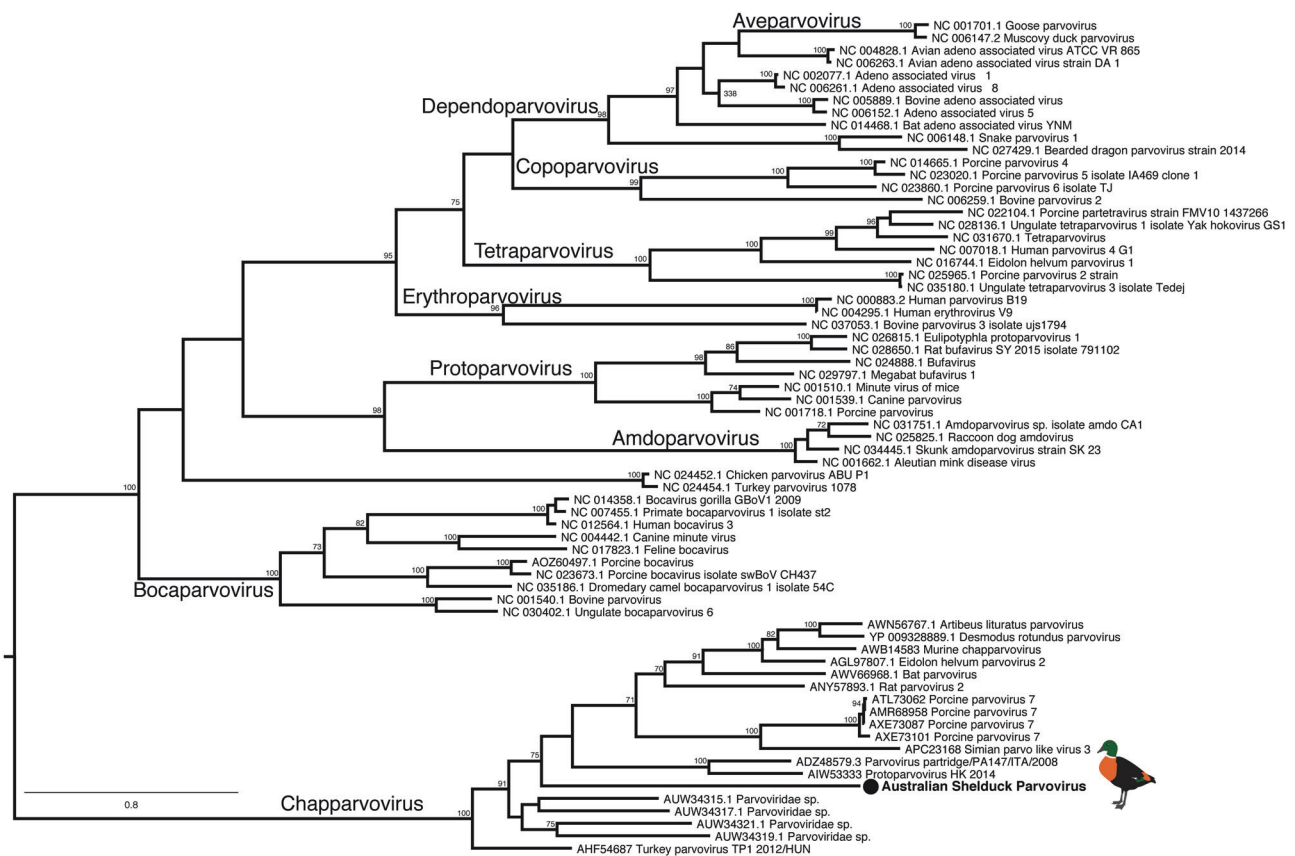 Aveparvovirus
100 NC 001701.1 Goose parvovirus
NC 006147.2 Muscovy duck parvovirus
100 NC 004828.1 Avian adeno associated virus ATCC VR 865
NC 006263.1 Avian adeno associated virus strain DA 1
100 NC 002077.1 Adeno associated virus 1
97 338 NC 006261.1 Adeno associated virus 8
100 NC 005889.1 Bovine adeno associated virus
Dependoparvovirus 98 NC 006152.1 Adeno associated virus 5
NC 014468.1 Bat adeno associated virus YNM
100 NC 006148.1 Snake parvovirus 1
NC 027429.1 Bearded dragon parvovirus strain 2014
Copoparvovirus 100 100 NC 014665.1 Porcine parvovirus 4
NC 023020.1 Porcine parvovirus 5 isolate IA469 clone 1
99 NC 023860.1 Porcine parvovirus 6 isolate TJ
75 NC 006259.1 Bovine parvovirus 2
NC 022104.1 Porcine partetravirus strain FMV10 1437266
96 NC 028136.1 Ungulate tetraparvovirus 1 isolate Yak hokovirus GS1
99 NC 031670.1 Tetraparvovirus
Tetraparvovirus 100 NC 007018.1 Human parvovirus 4 G1
95 100 NC 016744.1 Eidolon helvum parvovirus 1
100 NC 025965.1 Porcine parvovirus 2 strain
NC 035180.1 Ungulate tetraparvovirus 3 isolate Tedej
Erythroparvovirus 100 NC 000883.2 Human parvovirus B19
96 NC 004295.1 Human erythrovirus V9
NC 037053.1 Bovine parvovirus 3 isolate ujs1794
100 NC 026815.1 Eulipotyphla protoparvovirus 1
86 NC 028650.1 Rat bufavirus SY 2015 isolate 791102
98 NC 024888.1 Bufavirus
Protoparvovirus 100 NC 029797.1 Megabat bufavirus 1
74 NC 001510.1 Minute virus of mice
100 NC 001539.1 Canine parvovirus
98 NC 001718.1 Porcine parvovirus
72 NC 031751.1 Amdoparvovirus sp. isolate amdo CA1
Amdoparvovirus NC 025825.1 Raccoon dog amdovirus
100 NC 034445.1 Skunk amdoparvovirus strain SK 23
NC 001662.1 Aleutian mink disease virus
100 NC 024452.1 Chicken parvovirus ABU P1
100 NC 024454.1 Turkey parvovirus 1078
NC 014358.1 Bocavirus gorilla GBoV1 2009
100 NC 007455.1 Primate bocaparvovirus 1 isolate st2
82 NC 012564.1 Human bocavirus 3
100 NC 004442.1 Canine minute virus
73 NC 017823.1 Feline bocavirus
100 AOZ60497.1 Porcine bocavirus
100 100 NC 023673.1 Porcine bocavirus isolate swBoV CH437
Bocaparvovirus NC 035186.1 Dromedary camel bocaparvovirus 1 isolate 54C
100 NC 001540.1 Bovine parvovirus
NC 030402.1 Ungulate bocaparvovirus 6
100 AWN56767.1 Artibeus lituratus parvovirus
82 YP 009328889.1 Desmodus rotundus parvovirus
100 AWB14583 Murine chapparvovirus
91 AGL97807.1 Eidolon helvum parvovirus 2
70 AWV66968.1 Bat parvovirus
ANY57893.1 Rat parvovirus 2
71 94 ATL73062 Porcine parvovirus 7
AMR68958 Porcine parvovirus 7
100 AXE73087 Porcine parvovirus 7
100 AXE73101 Porcine parvovirus 7
APC23168 Simian parvo like virus 3
75 100 ADZ48579.3 Parvovirus partridge/PA147/ITA/2008
AIW53333 Protoparvovirus HK 2014
91 Australian Shelduck Parvovirus
0.8 Chapparvovirus AUW34315.1 Parvoviridae sp.
100 AUW34317.1 Parvoviridae sp.
75 AUW34321.1 Parvoviridae sp.
AUW34319.1 Parvoviridae sp.
AHF54687 Turkey parvovirus TP1 2012/HUN